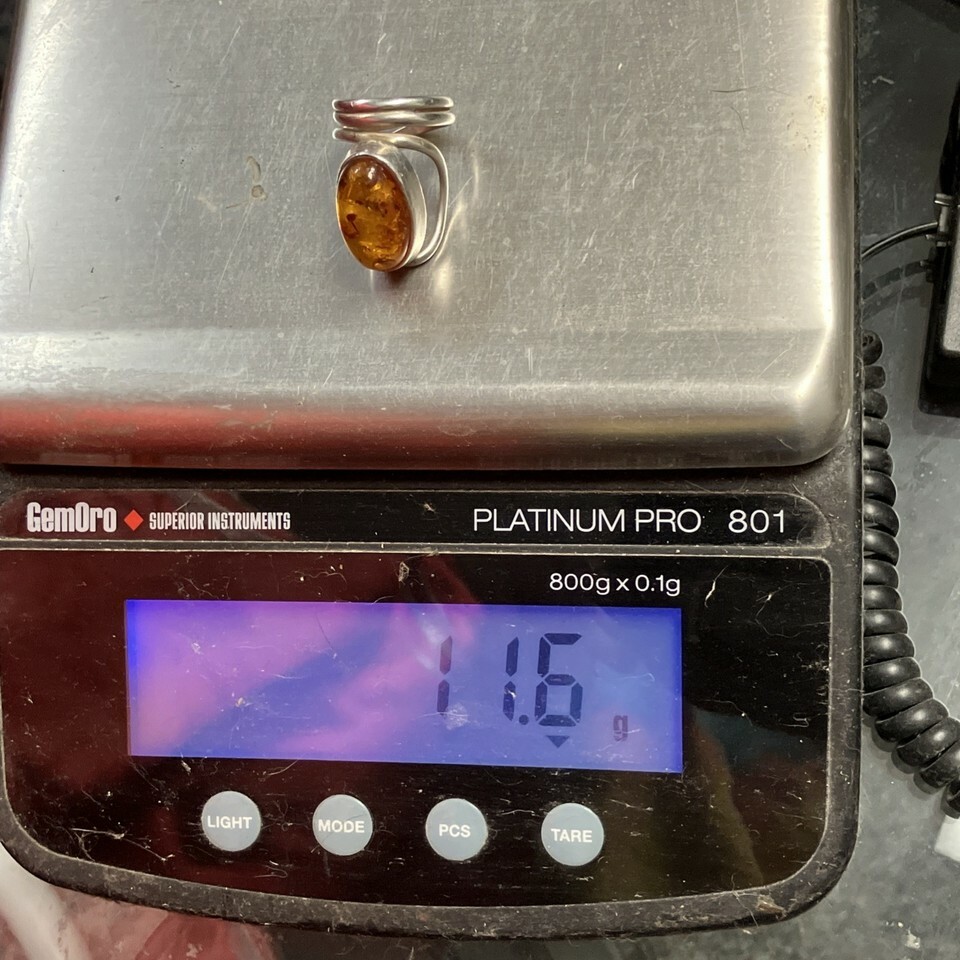 GemOro SUPERIOR INSTRUMENTS PLATINUM PRO 801
800g x 0.1g
11.6 g
LIGHT MODE PCS TARE